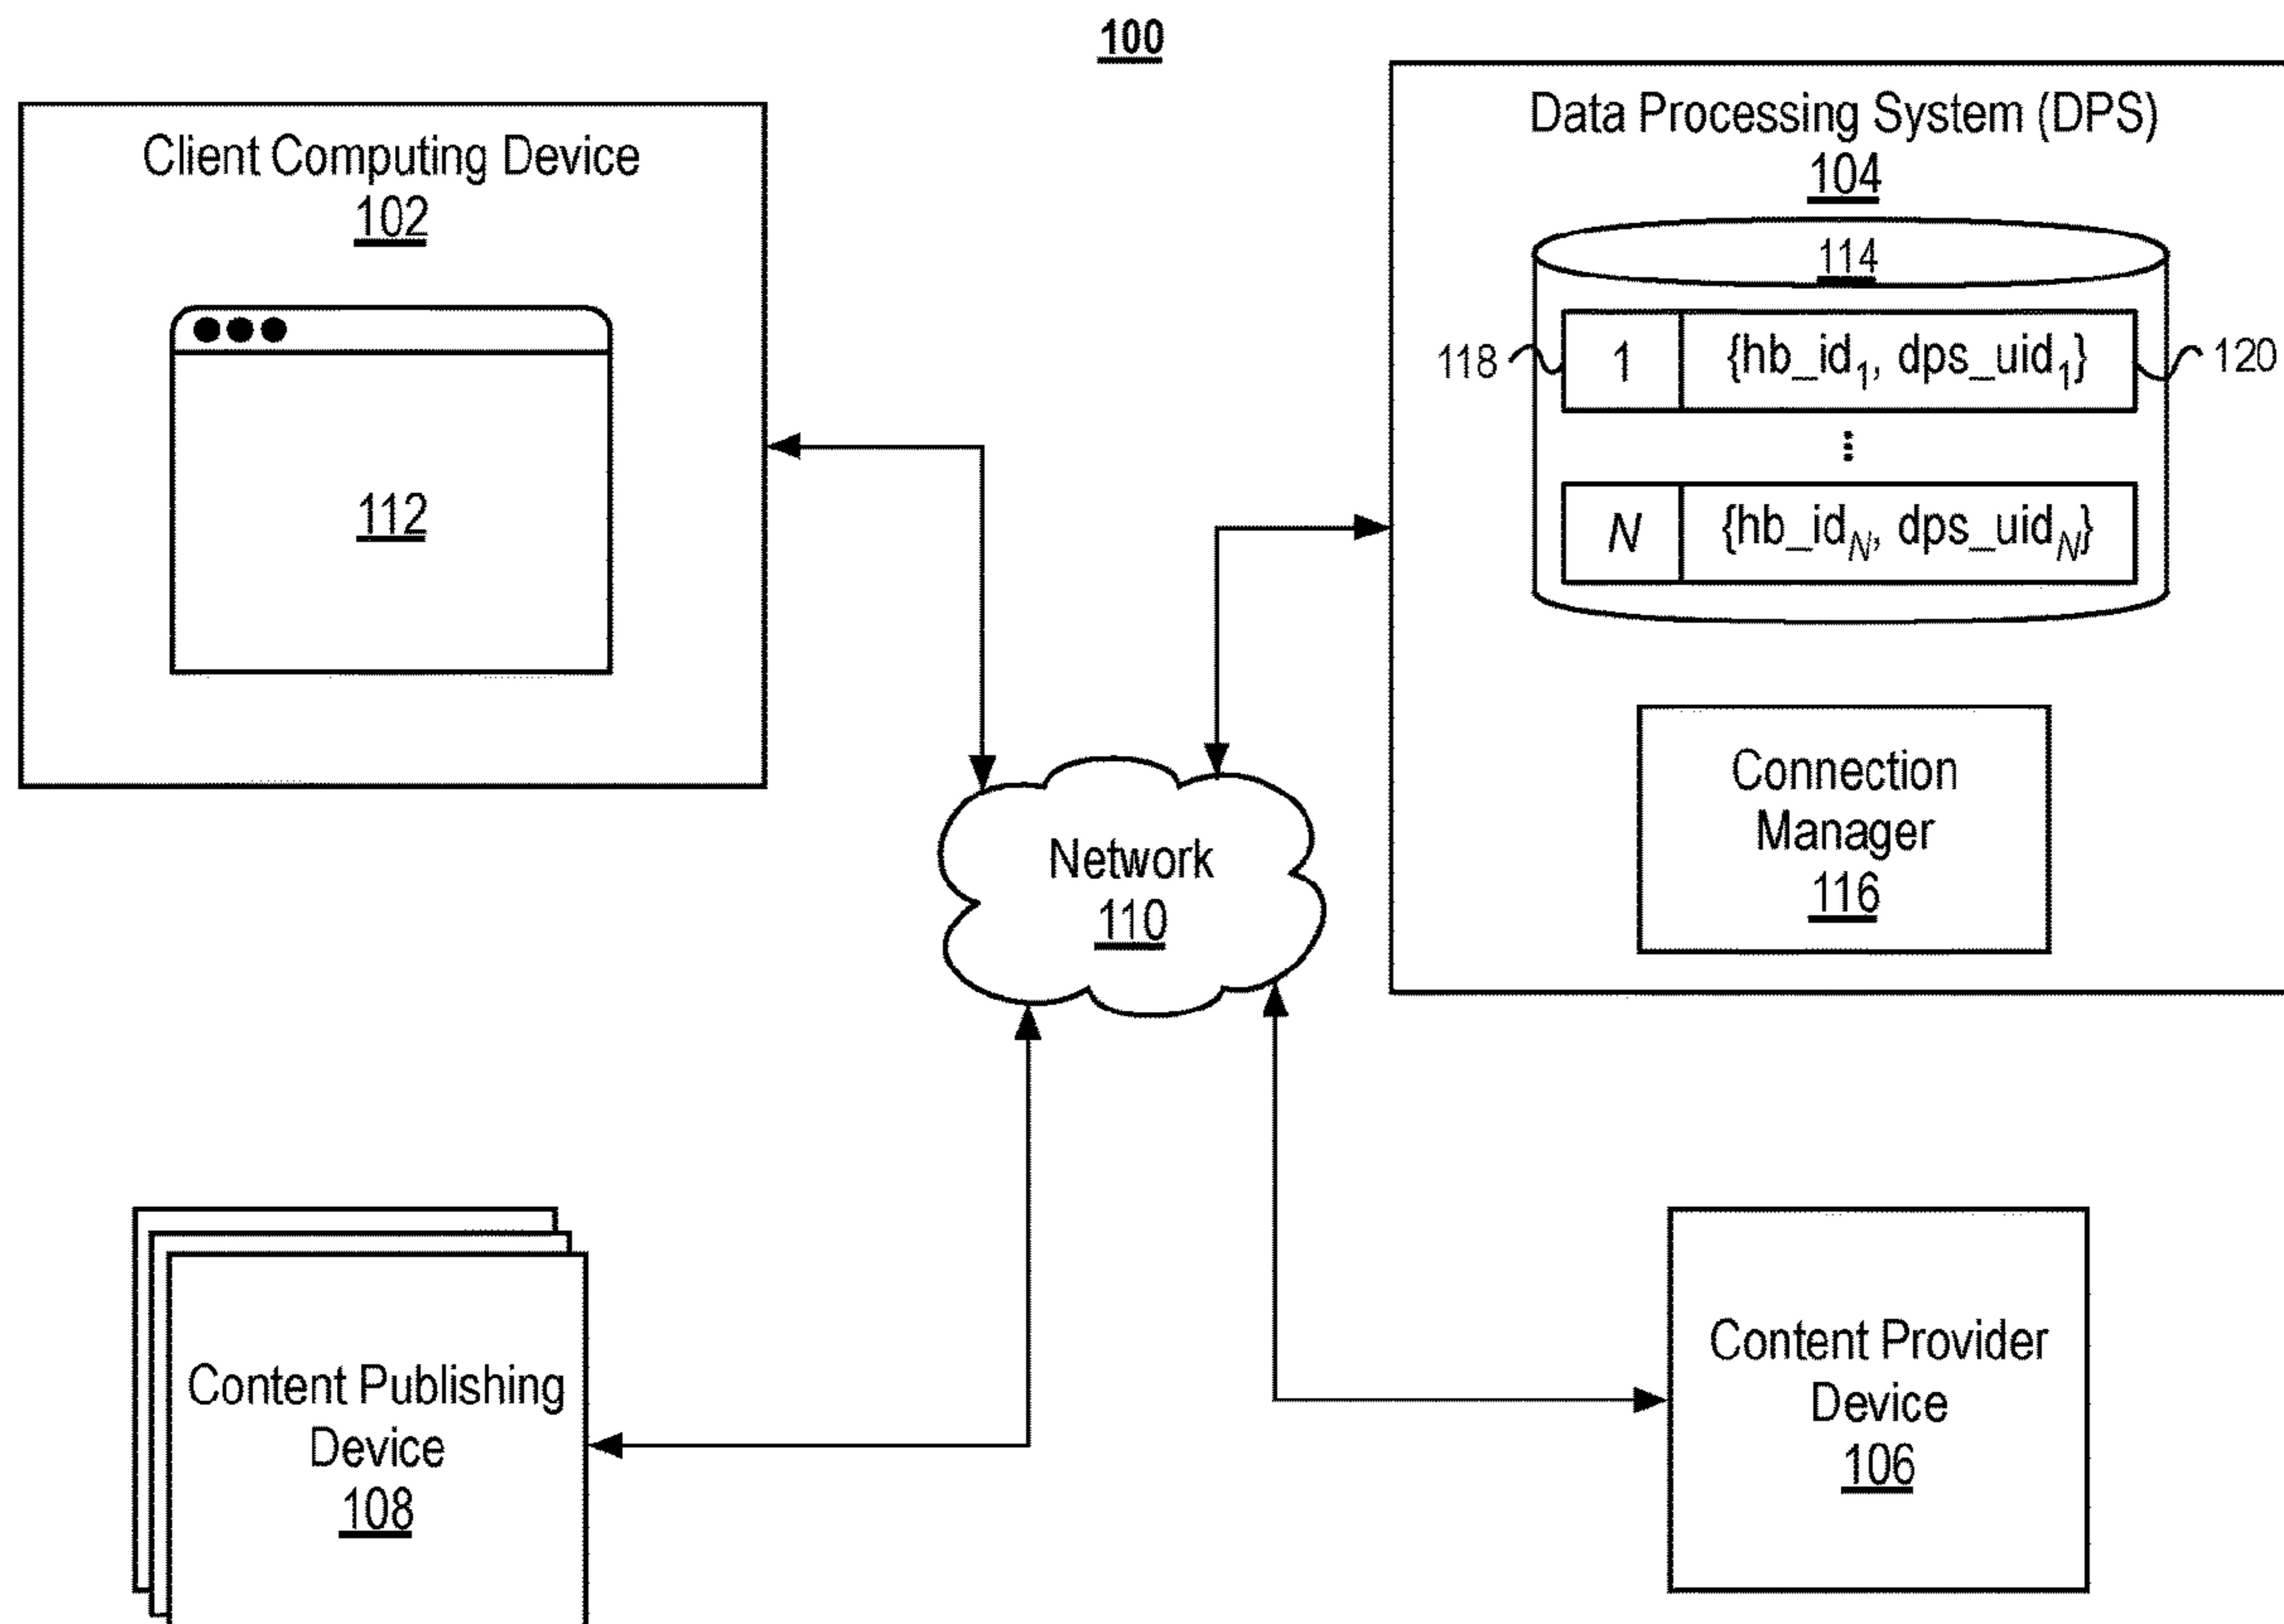 100
Client Computing Device
102
112
Data Processing System (DPS)
104
114
118
1
{hb_id1, dps_uid1}
120
N
{hb_idN, dps_uidN}
Connection
Manager
116
Network
110
Content Publishing
Device
108
Content Provider
Device
106